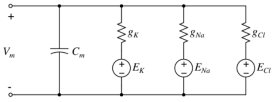 +
g_K g_Na g_Cl
V_m C_m
+ + +
E_K E_Na E_Cl
− − −
-